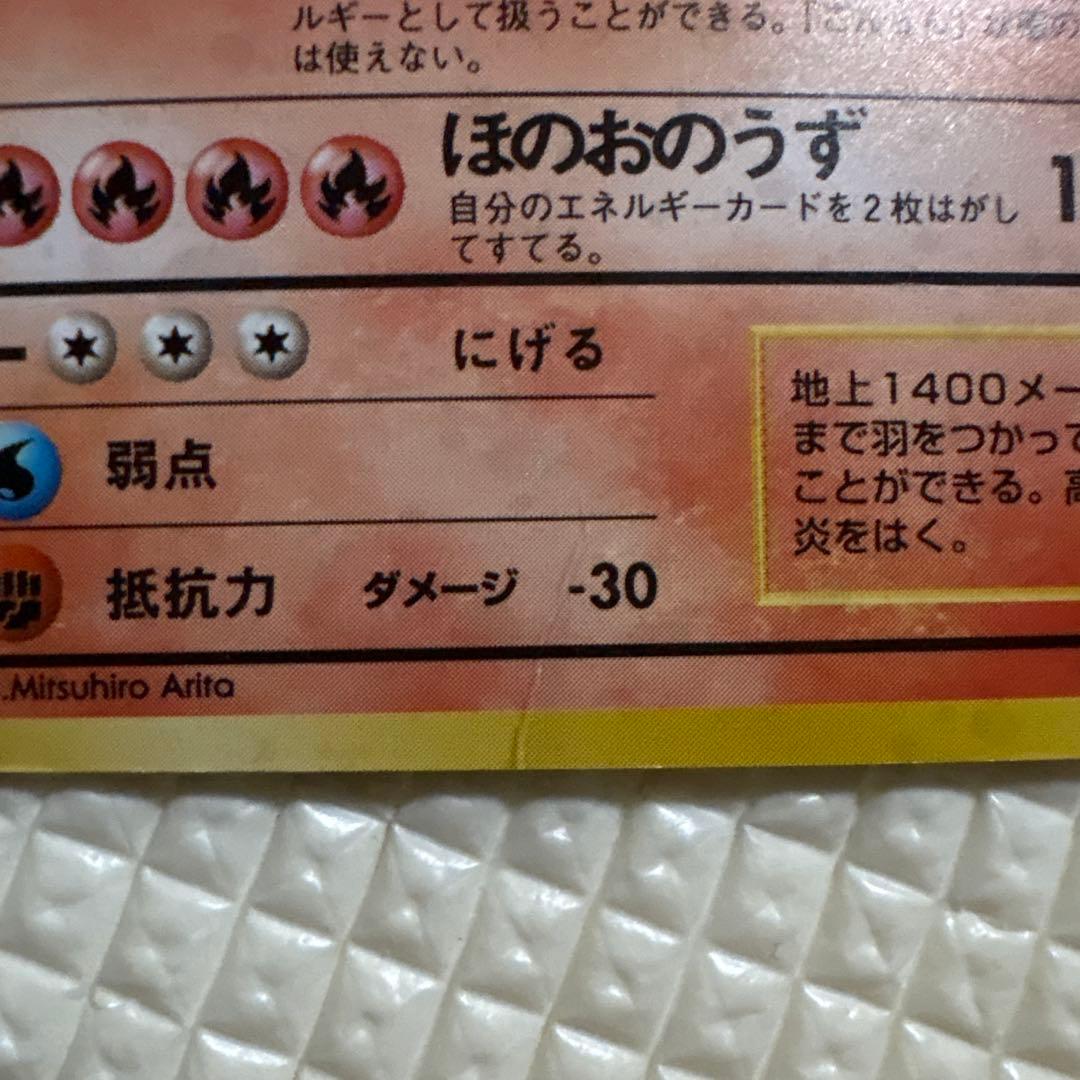 ルギーとして扱うことができる。
は使えない。
ほのおのうず
自分のエネルギーカードを2枚はがし
てすてる。
にげる
地上1400メー
まで羽をつかって
ことができる。高
炎をはく。
弱点
抵抗力 ダメージ -30
.Mitsuhiro Arita